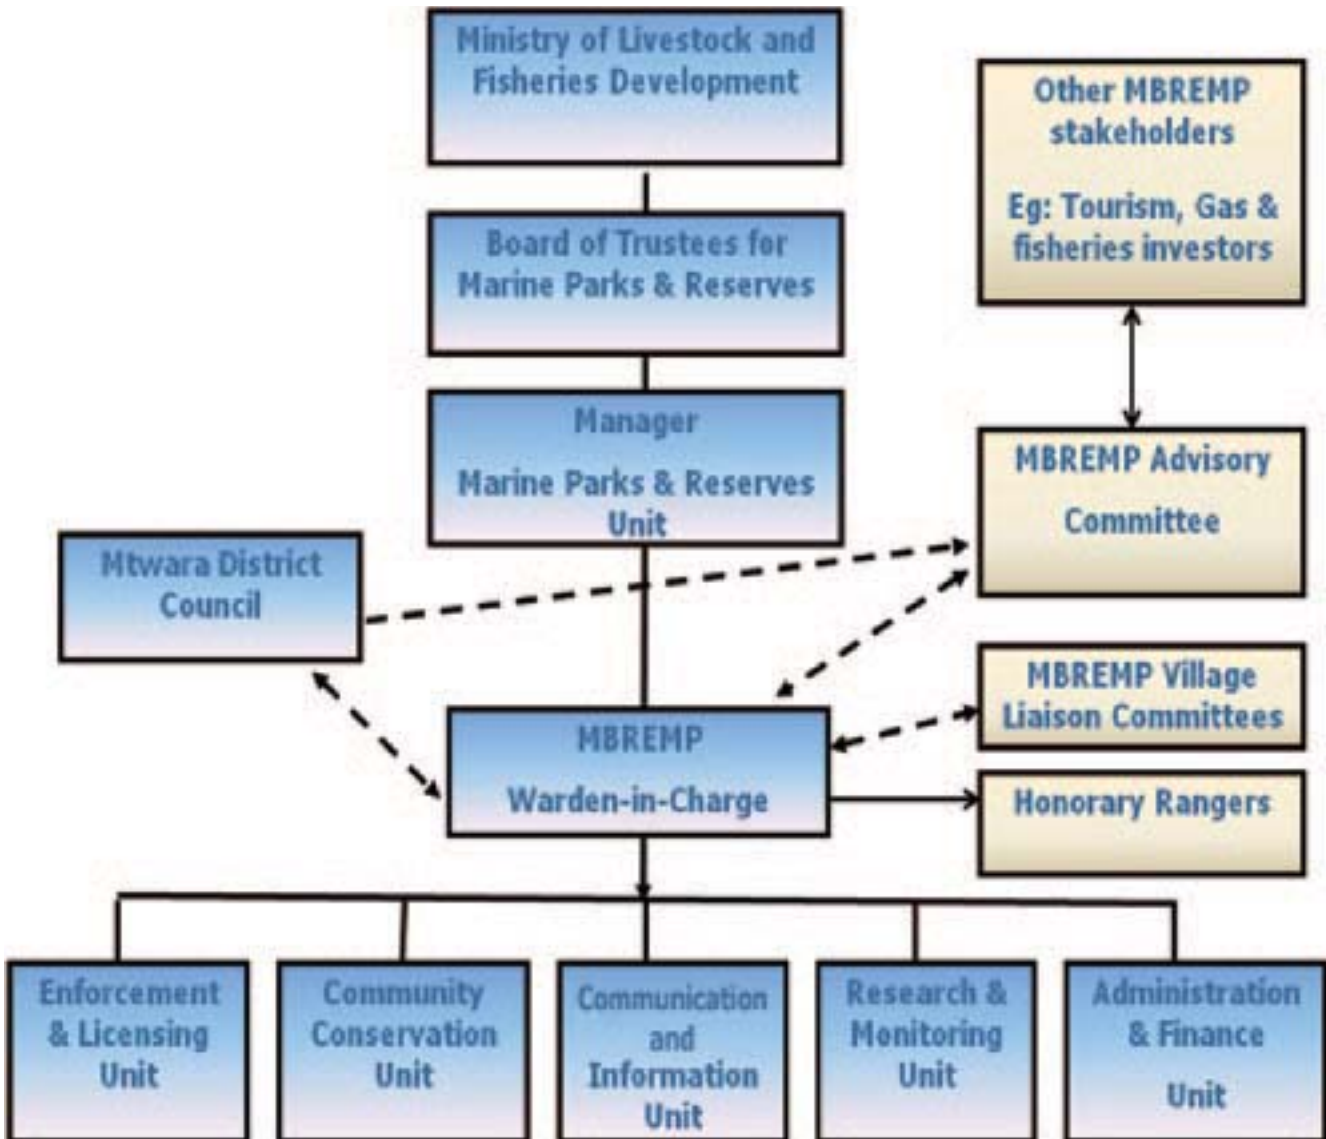 Ministry of Livestock and
Fisheries Development
Other MBREMP
stakeholders
Eg: Tourism, Gas &
fisheries investors
Board of Trustees for
Marine Parks & Reserves
Manager
Marine Parks & Reserves
Unit
MBREMP Advisory
Committee
Mtwara District
Council
MBREMP Village
Liaison Committees
MBREMP
Warden-in-Charge
Honorary Rangers
Enforcement
& Licensing
Unit
Community
Conservation
Unit
Communication
and
Information
Unit
Research &
Monitoring
Unit
Administration
& Finance
Unit